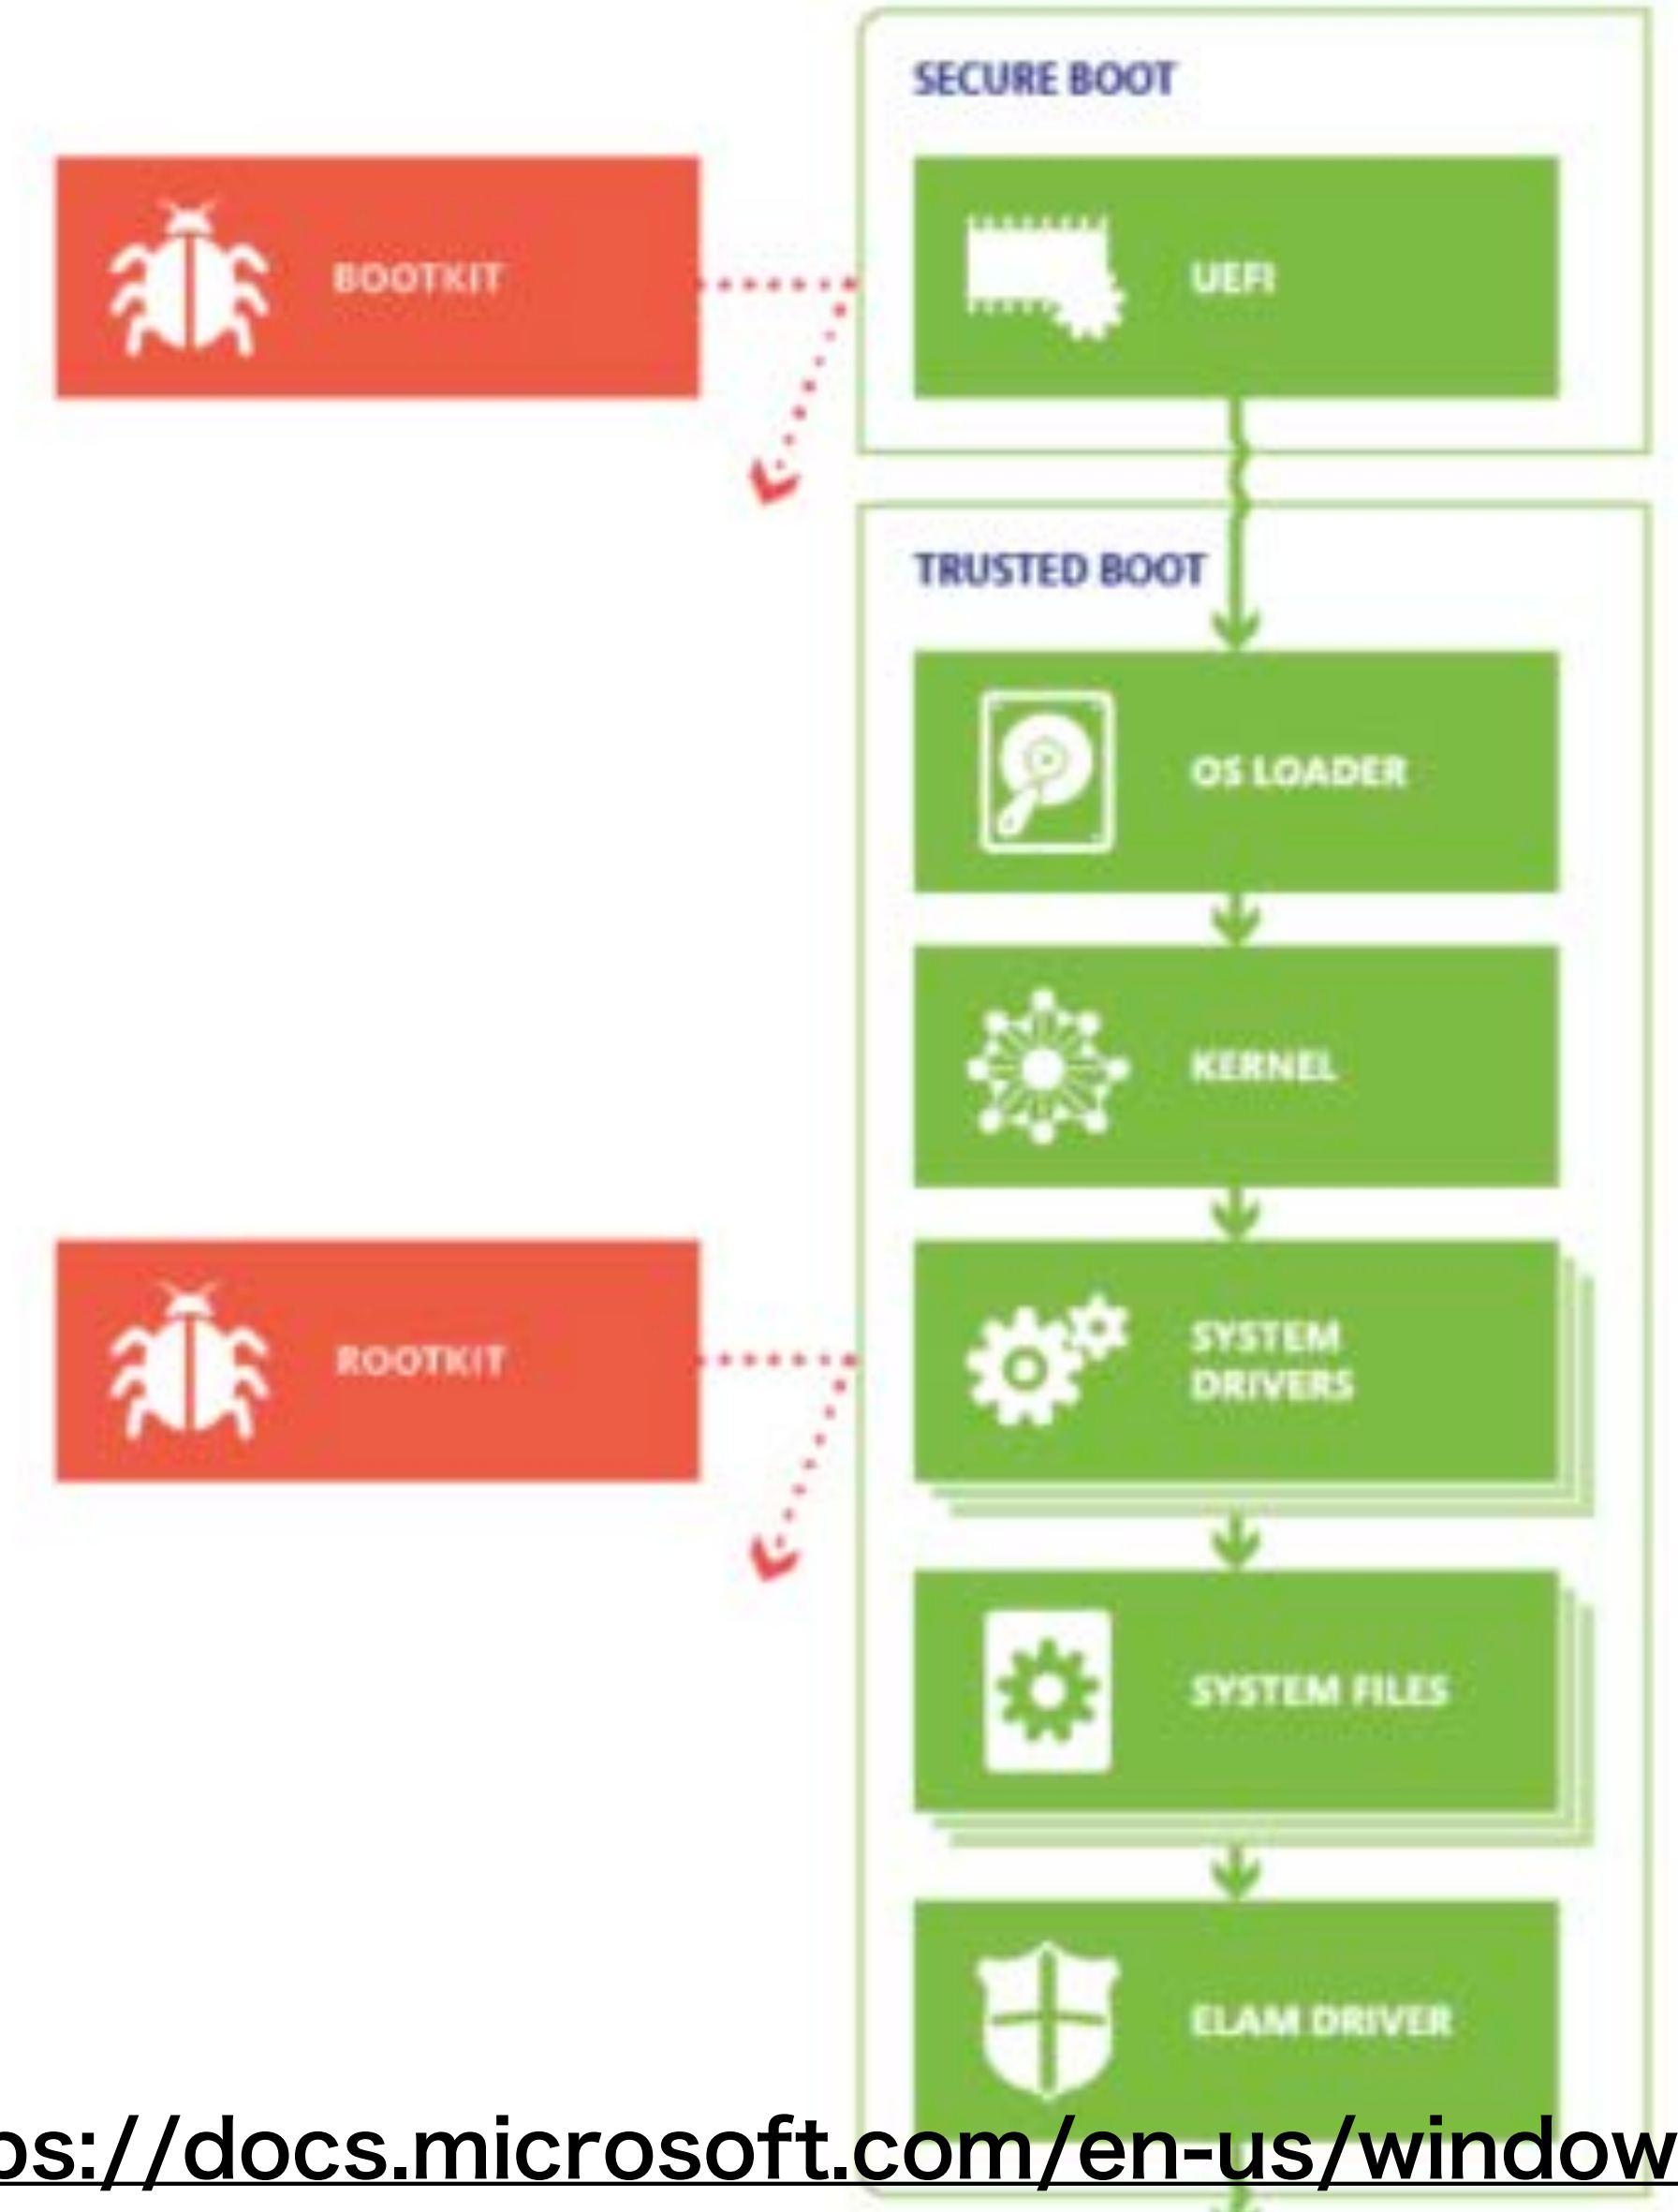 SECURE BOOT
BOOTKIT
UEFI
TRUSTED BOOT
OS LOADER
KERNEL
ROOTKIT
SYSTEM
DRIVERS
SYSTEM FILES
ELAM DRIVER
ps://docs.microsoft.com/en-us/window